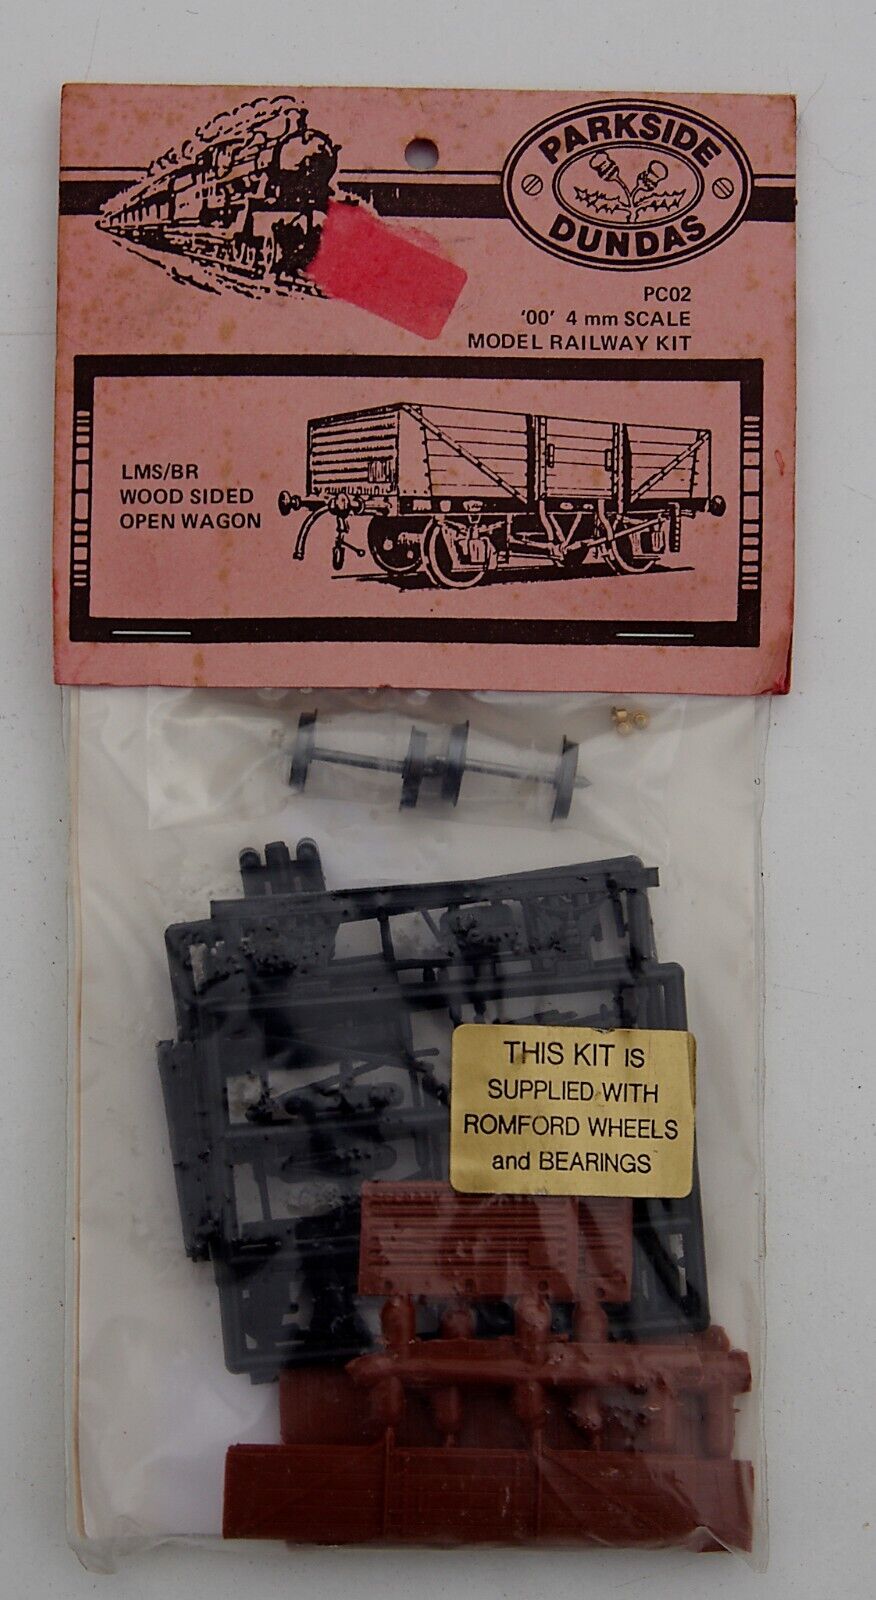 PARKSIDE
DUNDAS
PC02
'00' 4 mm SCALE
MODEL RAILWAY KIT
LMS/BR
WOOD SIDED
OPEN WAGON
THIS KIT IS
SUPPLIED WITH
ROMFORD WHEELS
and BEARINGS